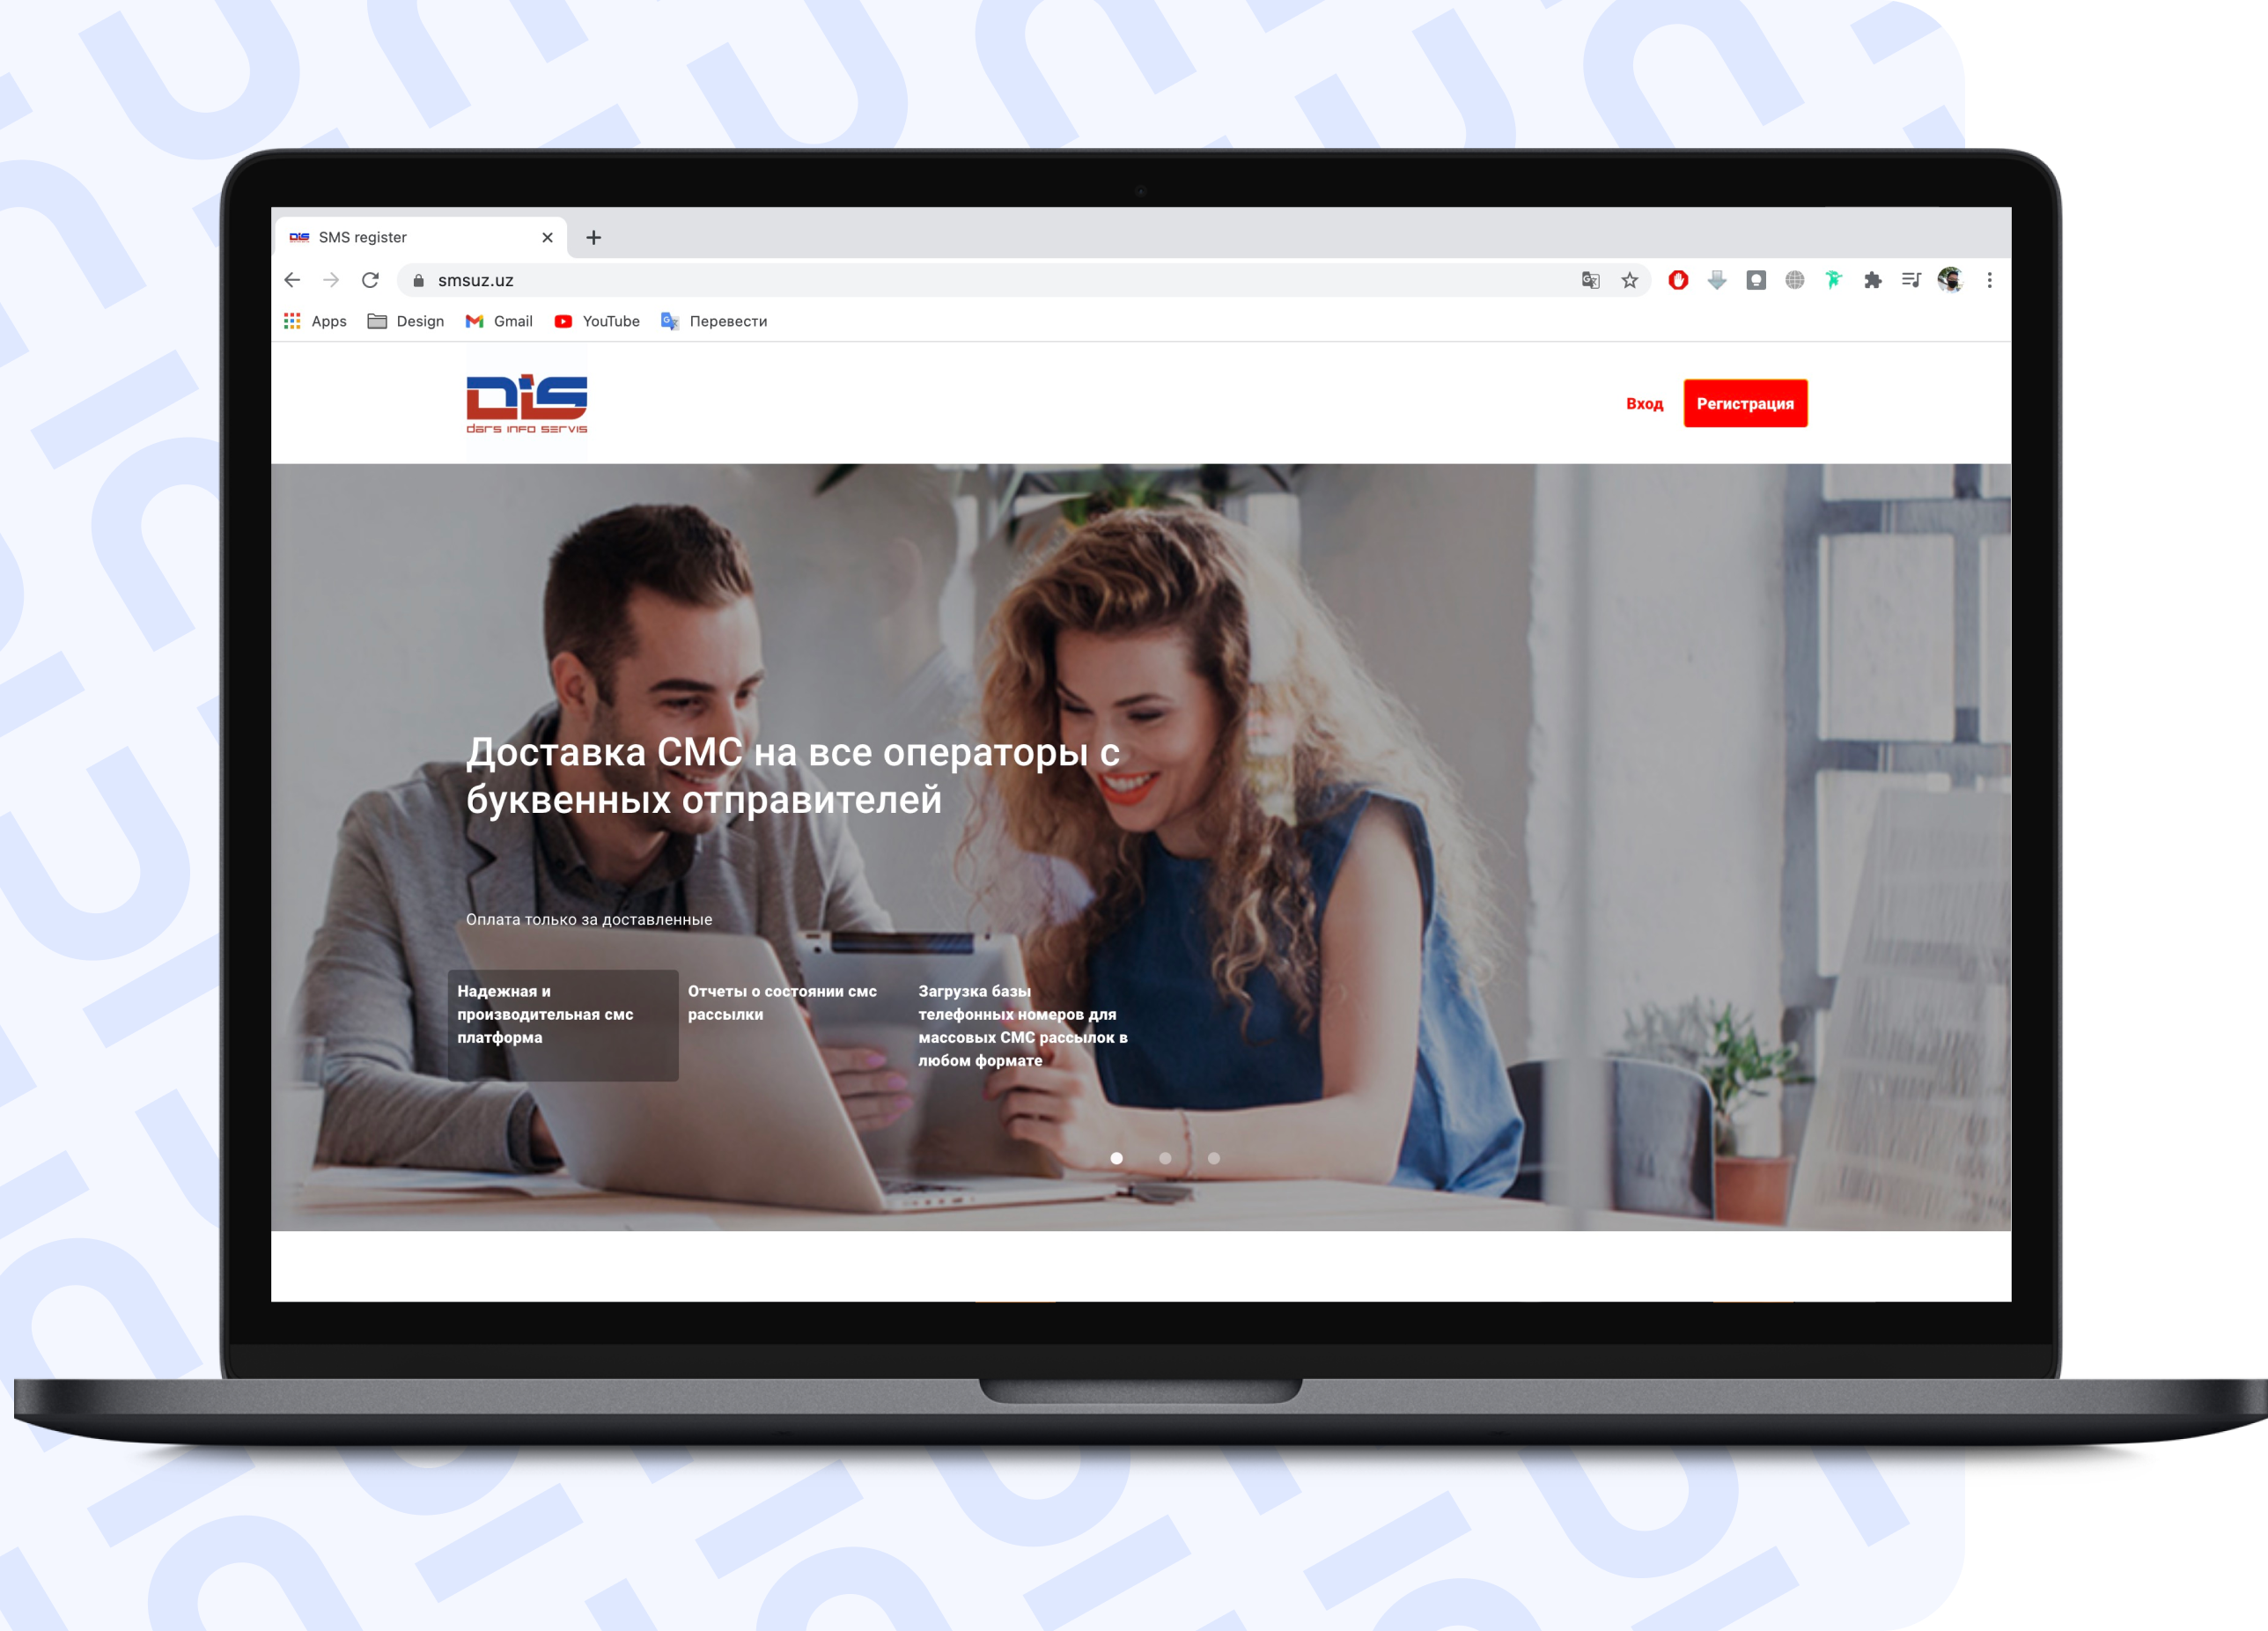 DIS SMS register
smsuz.uz
Apps Design Gmail YouTube Перевести
DIS
dars info servis
Вход Регистрация
Доставка СМС на все операторы с
буквенных отправителей
Оплата только за доставленные
Надежная и
производительная смс
платформа
Отчеты о состоянии смс
рассылки
Загрузка базы
телефонных номеров для
массовых СМС рассылок в
любом формате